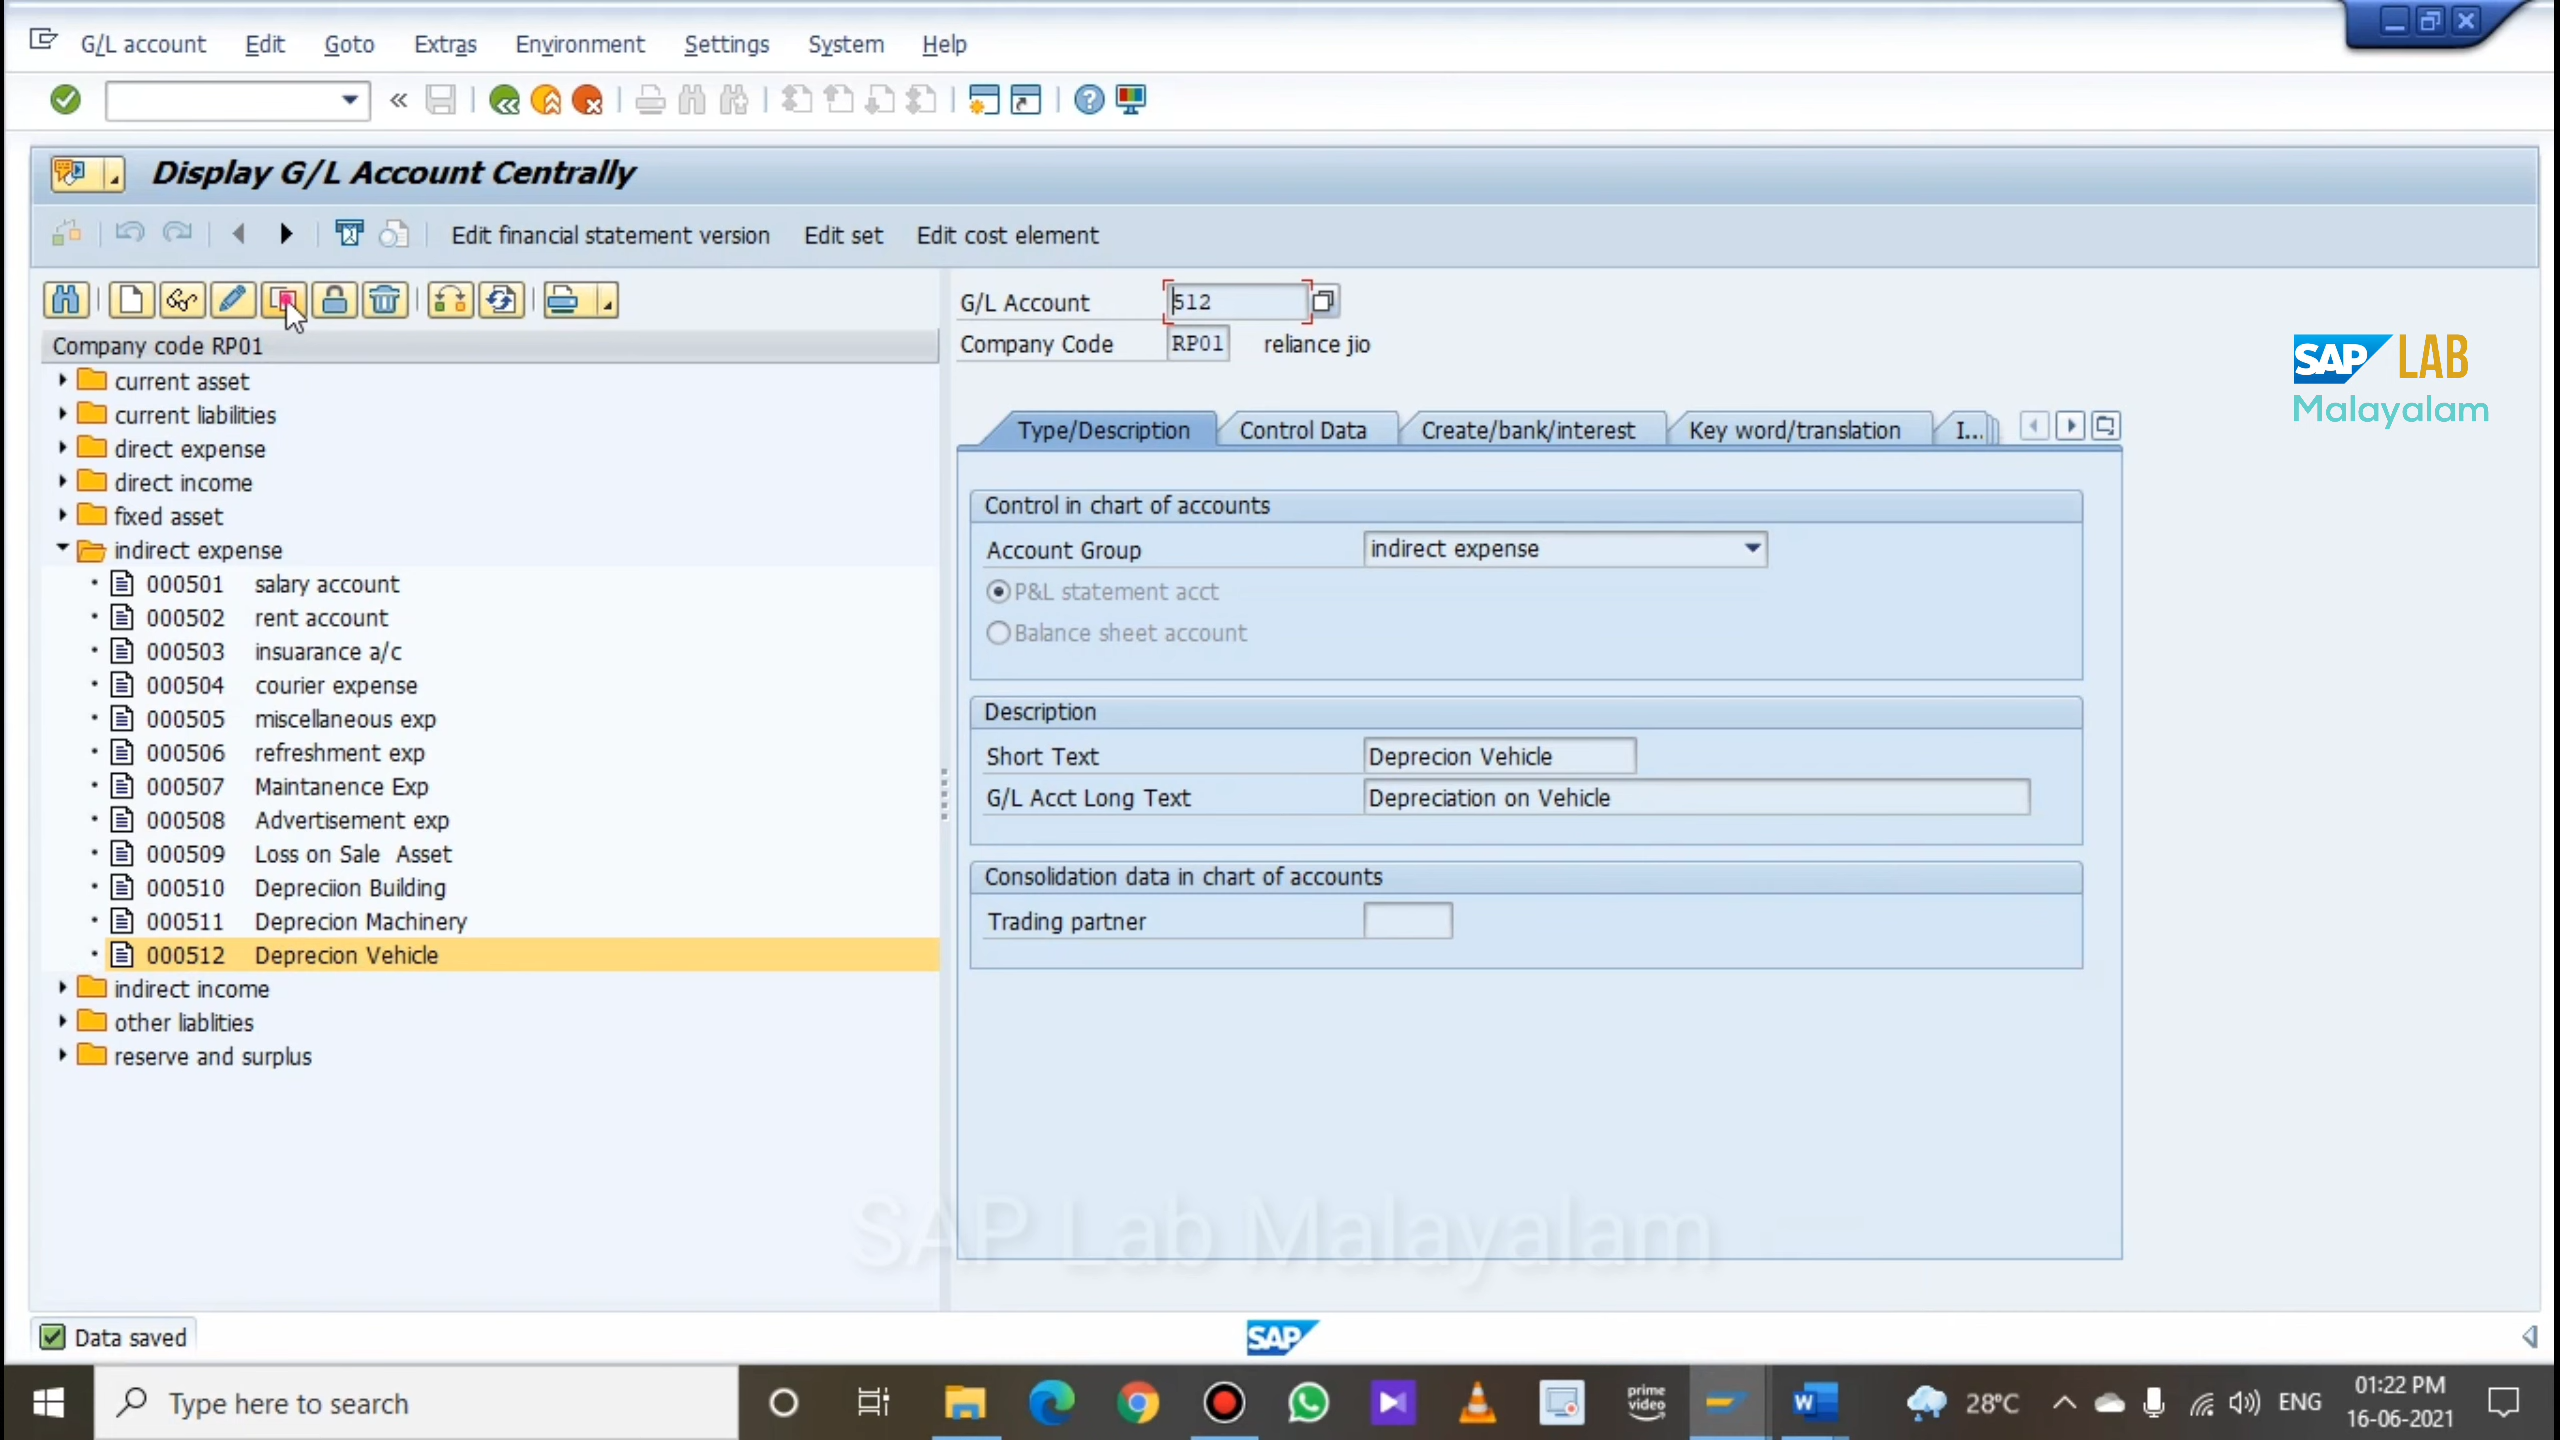 G/L account Edit Goto Extras Environment Settings System Help
Display G/L Account Centrally
Edit financial statement version Edit set Edit cost element
G/L Account 512
Company code RP01
Company Code RP01 reliance jio
SAP LAB
Malayalam
current asset
current liabilities
direct expense
direct income
fixed asset
indirect expense
000501 salary account
000502 rent account
000503 insuarance a/c
000504 courier expense
000505 miscellaneous exp
000506 refreshment exp
000507 Maintanence Exp
000508 Advertisement exp
000509 Loss on Sale Asset
000510 Depreciion Building
000511 Deprecion Machinery
000512 Deprecion Vehicle
indirect income
other liablities
reserve and surplus
Type/Description Control Data Create/bank/interest Key word/translation I...
Control in chart of accounts
Account Group indirect expense
P&L statement acct
Balance sheet account
Description
Short Text Deprecion Vehicle
G/L Acct Long Text Depreciation on Vehicle
Consolidation data in chart of accounts
Trading partner
SAP Lab Malayalam
Data saved
SAP
Type here to search
prime
video
W
28°C
ENG
01:22 PM
16-06-2021